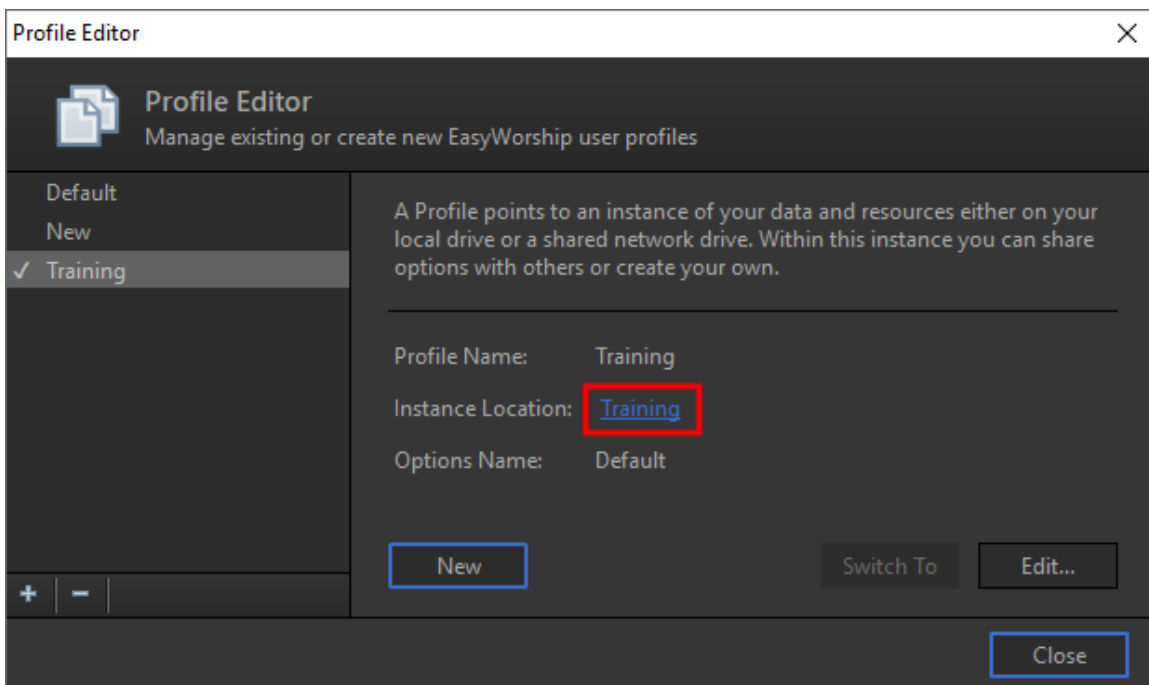 Profile Editor
Profile Editor
Manage existing or create new EasyWorship user profiles
Default
New
✓ Training
A Profile points to an instance of your data and resources either on your
local drive or a shared network drive. Within this instance you can share
options with others or create your own.
Profile Name: Training
Instance Location: Training
Options Name: Default
New Switch To Edit...
Close